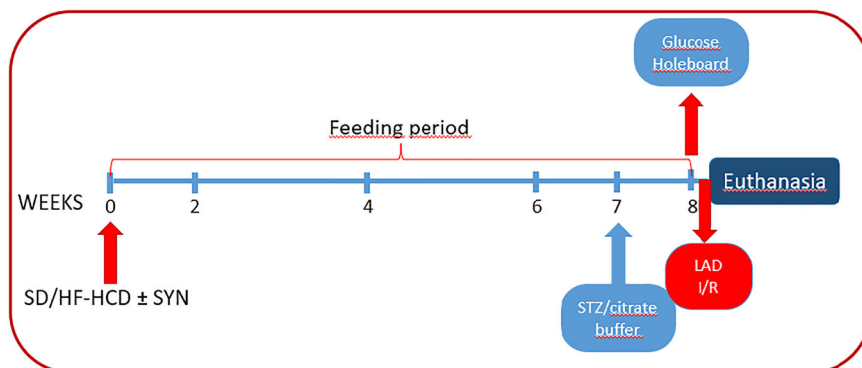 Glucose
Holeboard
Feeding period
Euthanasia
WEEKS
0 2 4 6 7 8
SD/HF-HCD ± SYN
STZ/citrate
buffer
LAD
I/R